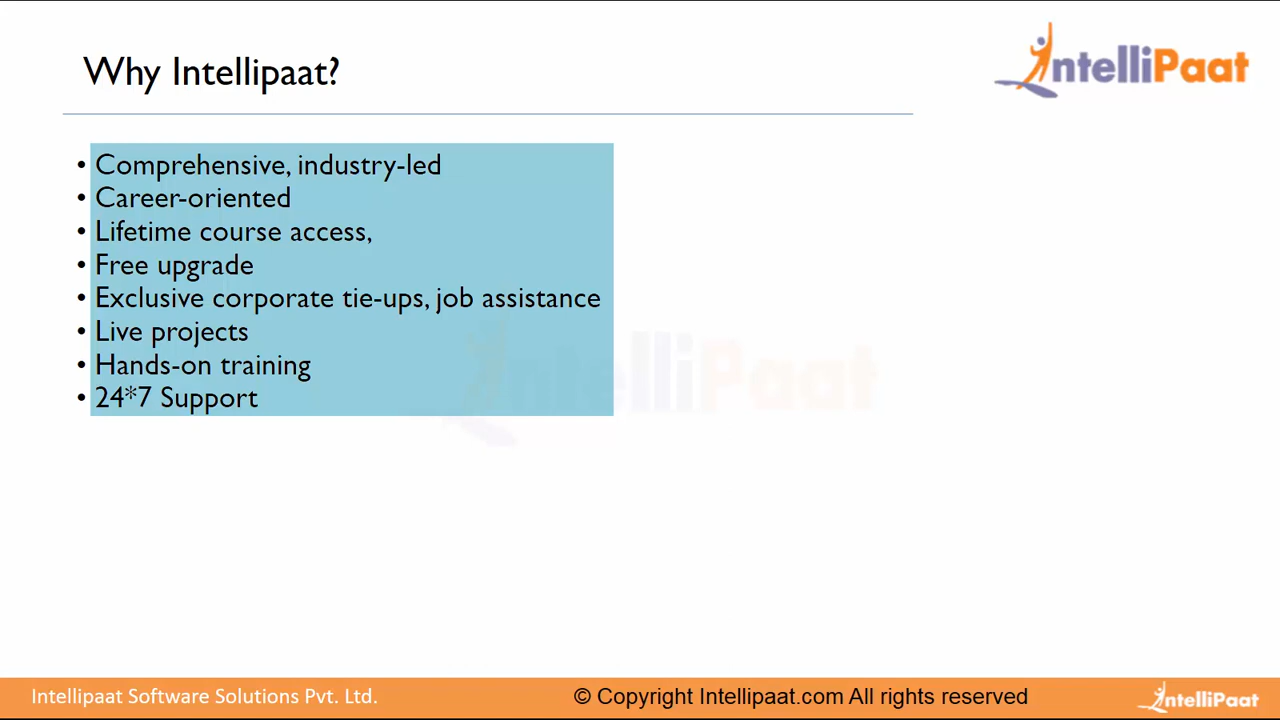 Why Intellipaat?
IntelliPaat
• Comprehensive, industry-led
• Career-oriented
• Lifetime course access,
• Free upgrade
• Exclusive corporate tie-ups, job assistance
• Live projects
• Hands-on training
• 24*7 Support
IntelliPaat
Intellipaat Software Solutions Pvt. Ltd.
© Copyright Intellipaat.com All rights reserved
IntelliPaat